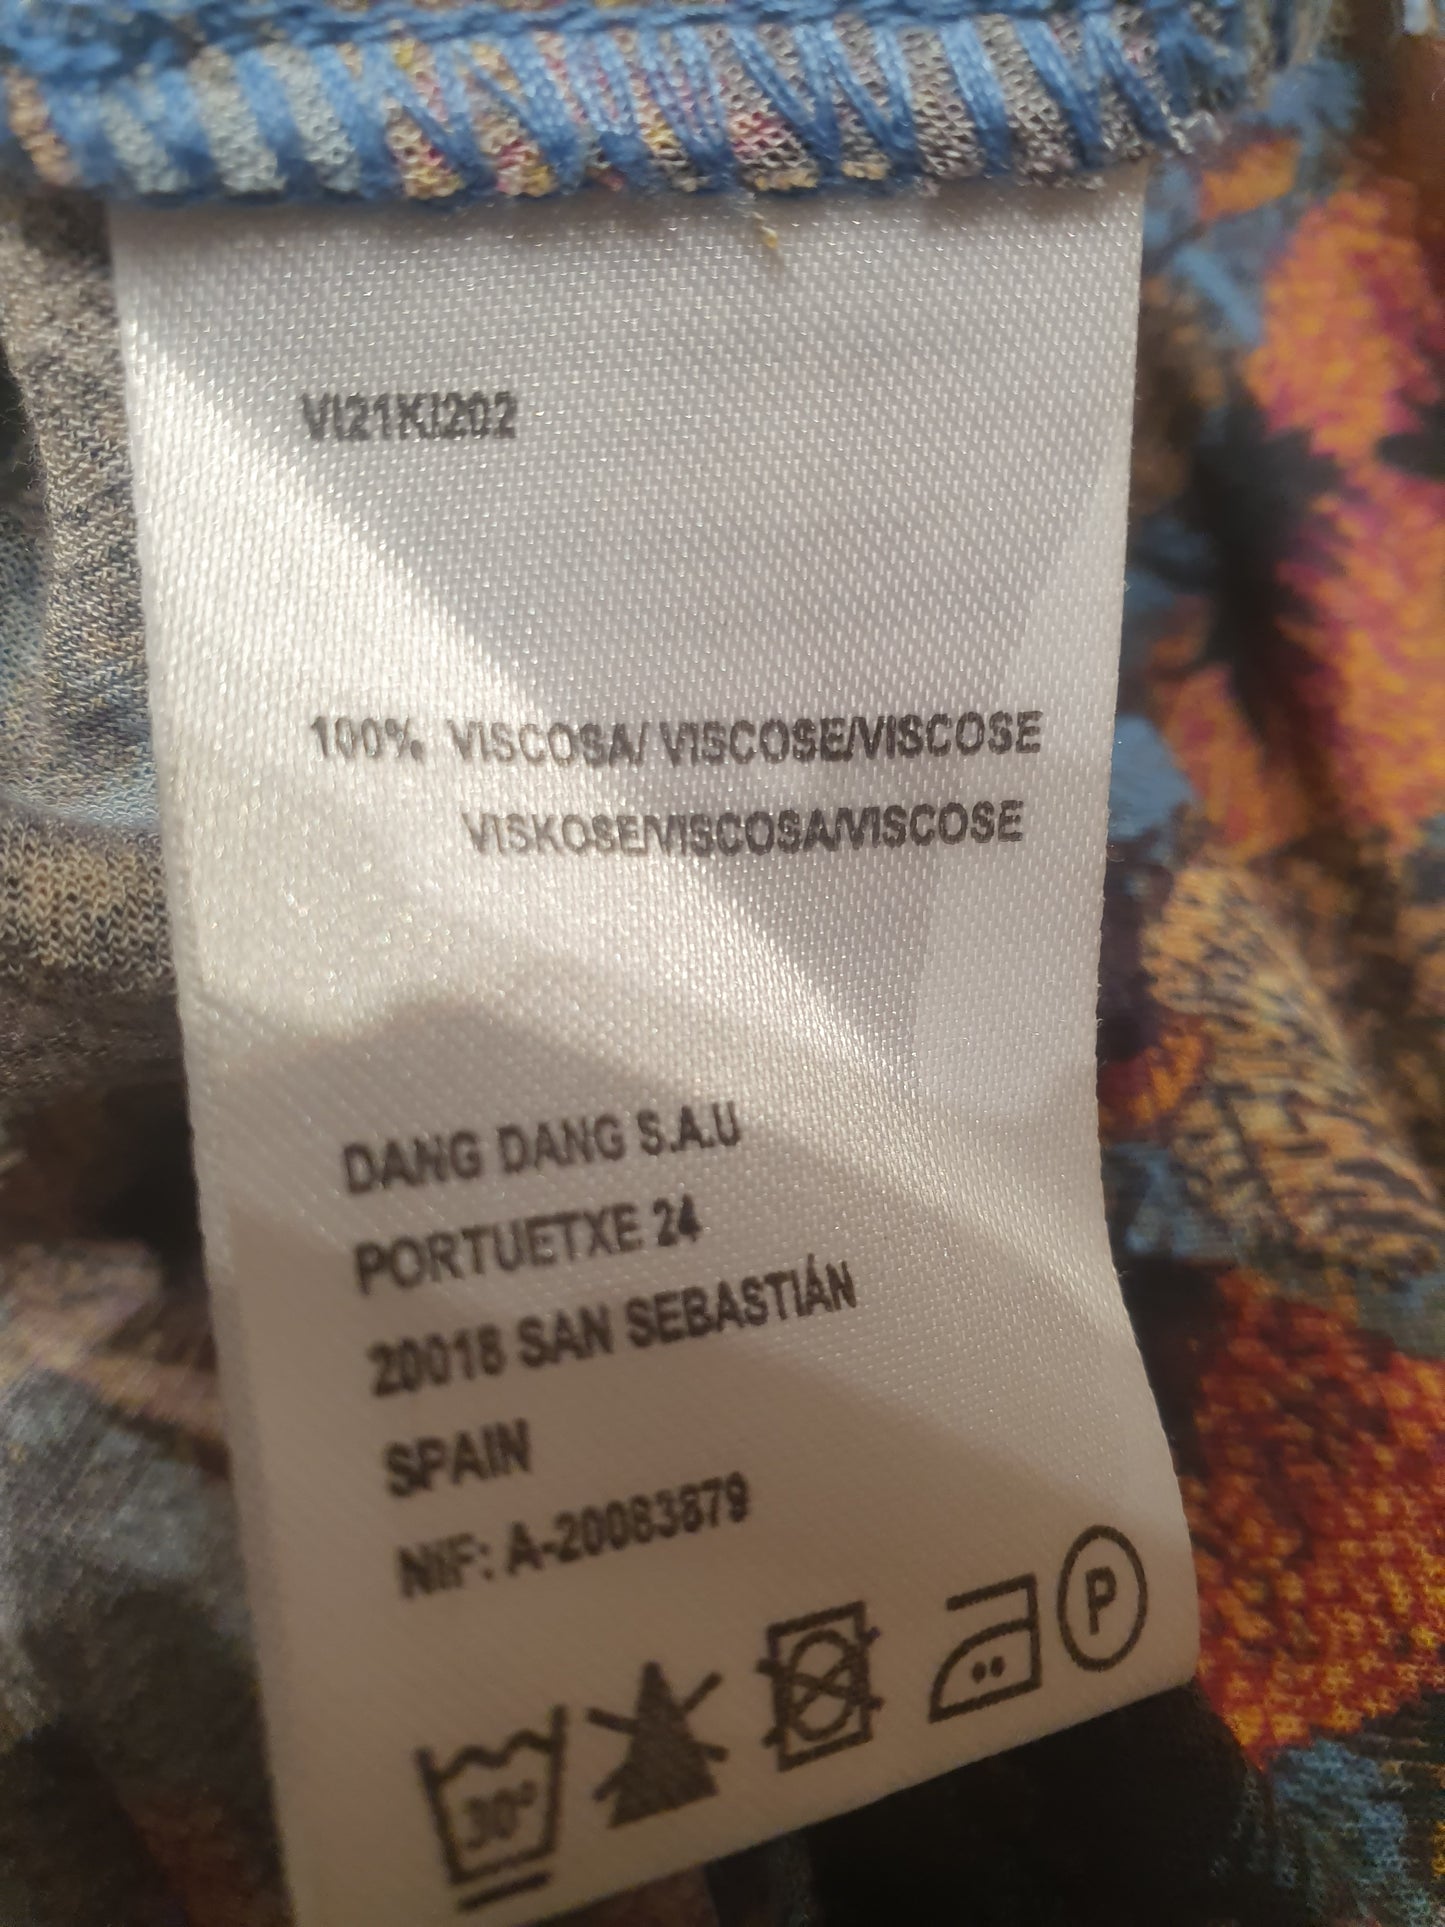 VI21KI202
100% VISCOSA/ VISCOSE/VISCOSE
VISKOSE/VISCOSA/VISCOSE
DANG DANG S.A.U
PORTUETXE 24
20018 SAN SEBASTIÁN
SPAIN
NIF: A-20083879
30°
P